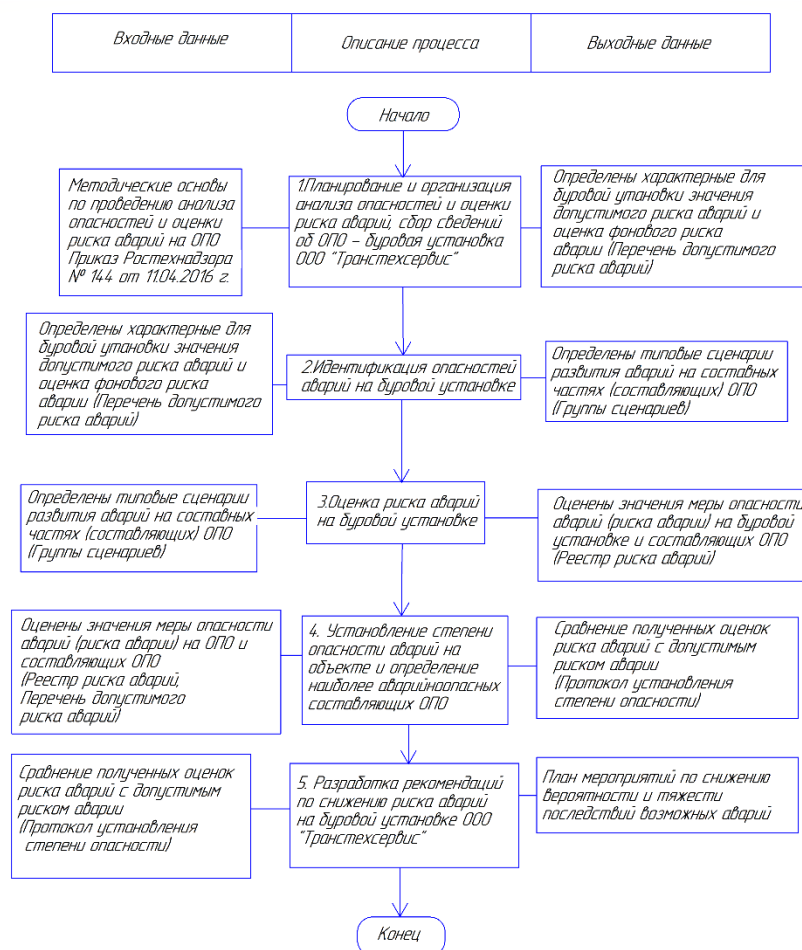 Входные данные
Описание процесса
Выходные данные
Начало
Методические основы
по проведению анализа
опасностей и оценки
риска аварий на ОПО
Приказ Ростехнадзора
№ 144 от 11.04.2016 г.
1.Планирование и организация
анализа опасностей и оценки
риска аварий, сбор сведений
об ОПО – буровая установка
ООО "Транстехсервис"
Определены характерные для
буровой утановки значения
допустимого риска аварий и
оценка фонового риска
аварии (Перечень допустимого
риска аварий)
Определены характерные для
буровой утановки значения
допустимого риска аварий и
оценка фонового риска
аварии (Перечень допустимого
риска аварий)
2.Идентификация опасностей
аварий на буровой установке
Определены типовые сценарии
развития аварий на составных
частях (составляющих) ОПО
(Группы сценариев)
Определены типовые сценарии
развития аварий на составных
частях (составляющих) ОПО
(Группы сценариев)
3.Оценка риска аварий
на буровой установке
Оценены значения меры опасности
аварий (риска аварии) на буровой
установке и составляющих ОПО
(Реестр риска аварий)
Оценены значения меры опасности
аварий (риска аварии) на ОПО и
составляющих ОПО
(Реестр риска аварий,
Перечень допустимого
риска аварий)
4. Установление степени
опасности аварий на
объекте и определение
наиболее аварийноопасных
составляющих ОПО
Сравнение полученных оценок
риска аварий с допустимым
риском аварии
(Протокол установления
степени опасности)
Сравнение полученных оценок
риска аварий с допустимым
риском аварии
(Протокол установления
степени опасности)
5. Разработка рекомендаций
по снижению риска аварий
на буровой установке ООО
"Транстехсервис"
План мероприятий по снижению
вероятности и тяжести
последствий возможных аварий
Конец